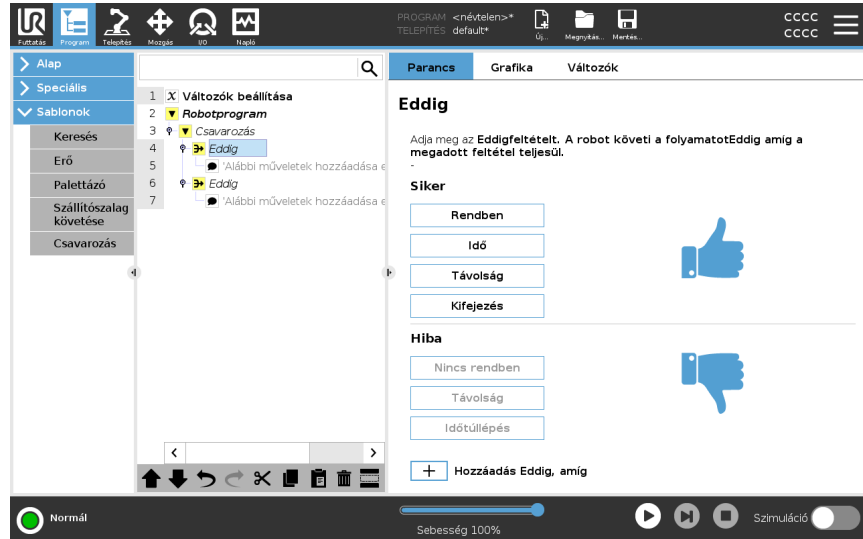 UR
Futtatás
Program
Telepítés
Mozgás
I/O
Napló
PROGRAM <névtelen>*
TELEPÍTÉS default*
Új...
Megnyitás...
Mentés...
CCCC
CCCC
Alap
Speciális
Sablonok
Keresés
Erő
Palettázó
Szállítószalag
követése
Csavarozás
1 X Változók beállítása
2 Robotprogram
3 Csavarozás
4 Eddig
5 'Alábbi műveletek hozzáadása e
6 Eddig
7 'Alábbi műveletek hozzáadása e
Parancs
Grafika
Változók
Eddig
Adja meg az Eddigfeltételt. A robot követi a folyamatotEddig amíg a
megadott feltétel teljesül.
-
Siker
Rendben
Idő
Távolság
Kifejezés
Hiba
Nincs rendben
Távolság
Időtúllépés
+ Hozzáadás Eddig, amíg
Normál
Sebesség 100%
Szimuláció